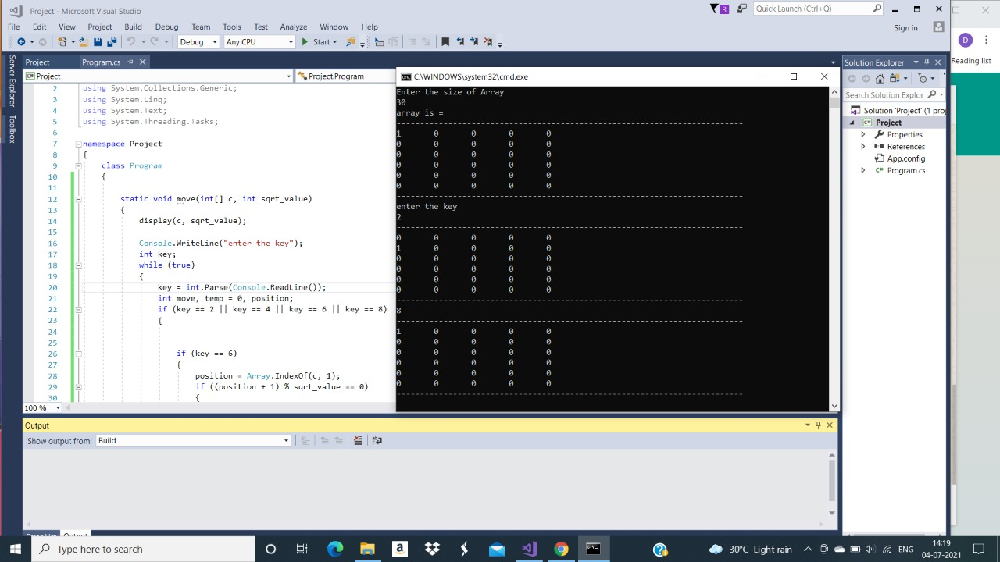 Project - Microsoft Visual Studio
3
Quick Launch (Ctrl+Q)
File Edit View Project Build Debug Team Tools Test Analyze Window Help
Sign in
Debug Any CPU Start
D
Reading list
Server Explorer
Toolbox
Project Program.cs
Project Project.Program
2 using System.Collections.Generic;
3 using System.Linq;
4 using System.Text;
5 using System.Threading.Tasks;
6
7 namespace Project
8 {
9 class Program
10 {
11
12 static void move(int[] c, int sqrt_value)
13 {
14 display(c, sqrt_value);
15
16 Console.WriteLine("enter the key");
17 int key;
18 while (true)
19 {
20 key = int.Parse(Console.ReadLine());
21 int move, temp = 0, position;
22 if (key == 2 || key == 4 || key == 6 || key == 8)
23 {
24
25
26 if (key == 6)
27 {
28 position = Array.IndexOf(c, 1);
29 if ((position + 1) % sqrt_value == 0)
30 {
100 %
C:\WINDOWS\system32\cmd.exe
Enter the size of Array
30
array is =
1 0 0 0 0
0 0 0 0 0
0 0 0 0 0
0 0 0 0 0
0 0 0 0 0
0 0 0 0 0
enter the key
2
0 0 0 0 0
1 0 0 0 0
0 0 0 0 0
0 0 0 0 0
0 0 0 0 0
0 0 0 0 0
8
1 0 0 0 0
0 0 0 0 0
0 0 0 0 0
0 0 0 0 0
0 0 0 0 0
0 0 0 0 0
Solution Explorer
Search Solution Explor
Solution 'Project' (1 proj
Project
Properties
References
App.config
Program.cs
Output
Show output from: Build
Error List Output
Type here to search
30°C Light rain
ENG
14:19
04-07-2021